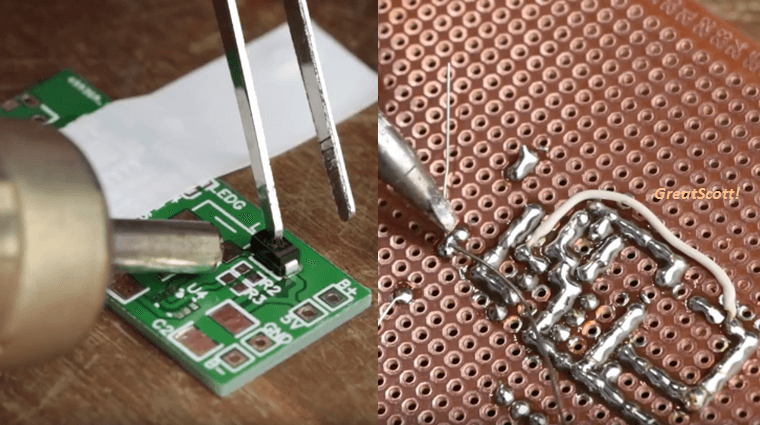 LEDG
L
U4
R2
R3
C2
B+
5V
GND
B-
GreatScott!